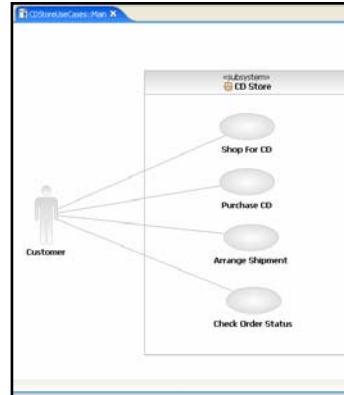 CDStoreUseCases::Main
«subsystem»
CD Store
Shop For CD
Purchase CD
Customer
Arrange Shipment
Check Order Status